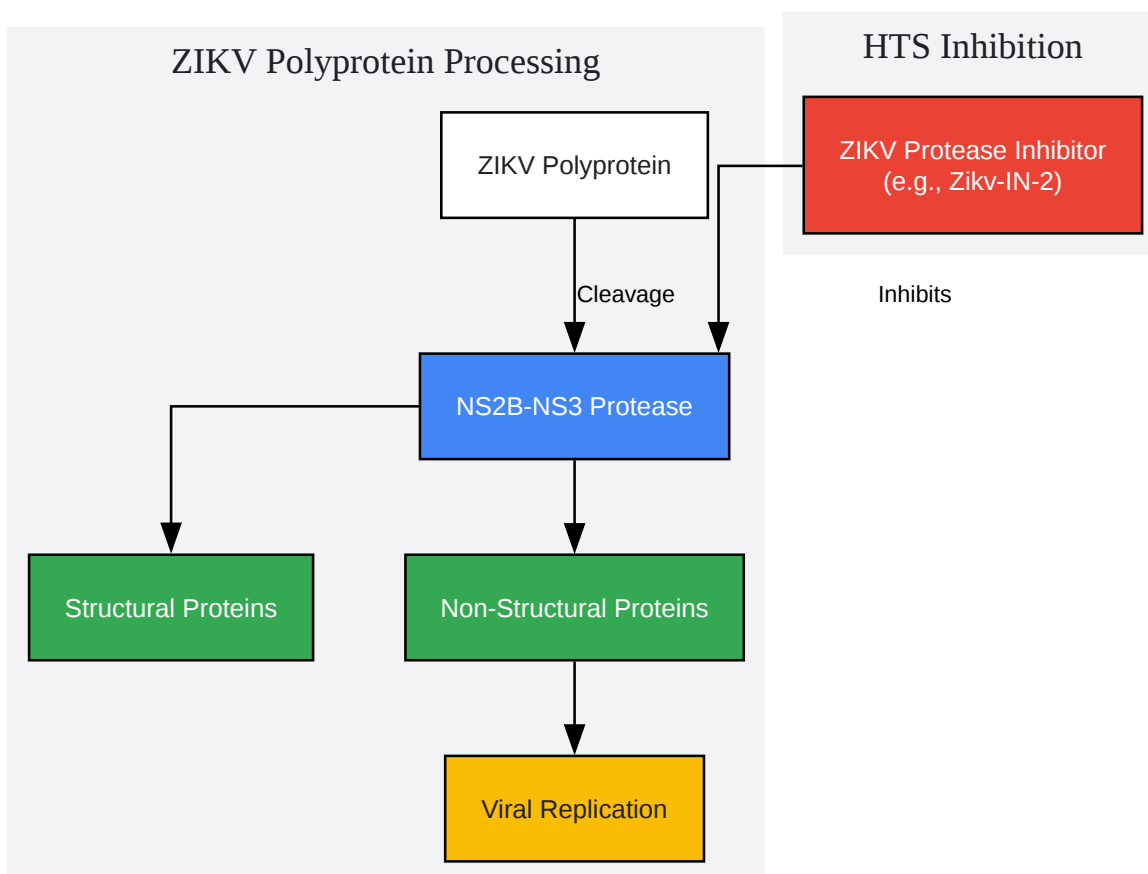 HTS Inhibition
ZIKV Polyprotein Processing
ZIKV Protease Inhibitor
(e.g., Zikv-IN-2)
ZIKV Polyprotein
Cleavage
Inhibits
NS2B-NS3 Protease
Structural Proteins
Non-Structural Proteins
Viral Replication